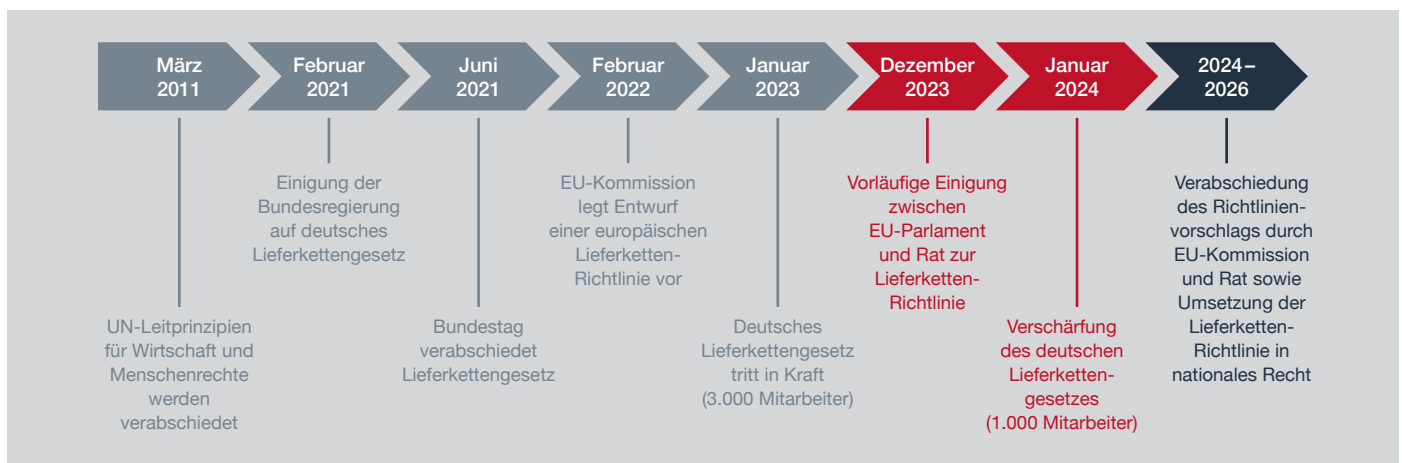 März
2011
Februar
2021
Juni
2021
Februar
2022
Januar
2023
Dezember
2023
Januar
2024
2024–
2026
UN-Leitprinzipien
für Wirtschaft und
Menschenrechte
werden
verabschiedet
Einigung der
Bundesregierung
auf deutsches
Lieferkettengesetz
Bundestag
verabschiedet
Lieferkettengesetz
EU-Kommission
legt Entwurf
einer europäischen
Lieferketten-
Richtlinie vor
Deutsches
Lieferkettengesetz
tritt in Kraft
(3.000 Mitarbeiter)
Vorläufige Einigung
zwischen
EU-Parlament
und Rat zur
Lieferketten-
Richtlinie
Verschärfung
des deutschen
Lieferketten-
gesetzes
(1.000 Mitarbeiter)
Verabschiedung
des Richtlinien-
vorschlags durch
EU-Kommission
und Rat sowie
Umsetzung der
Lieferketten-
Richtlinie in
nationales Recht